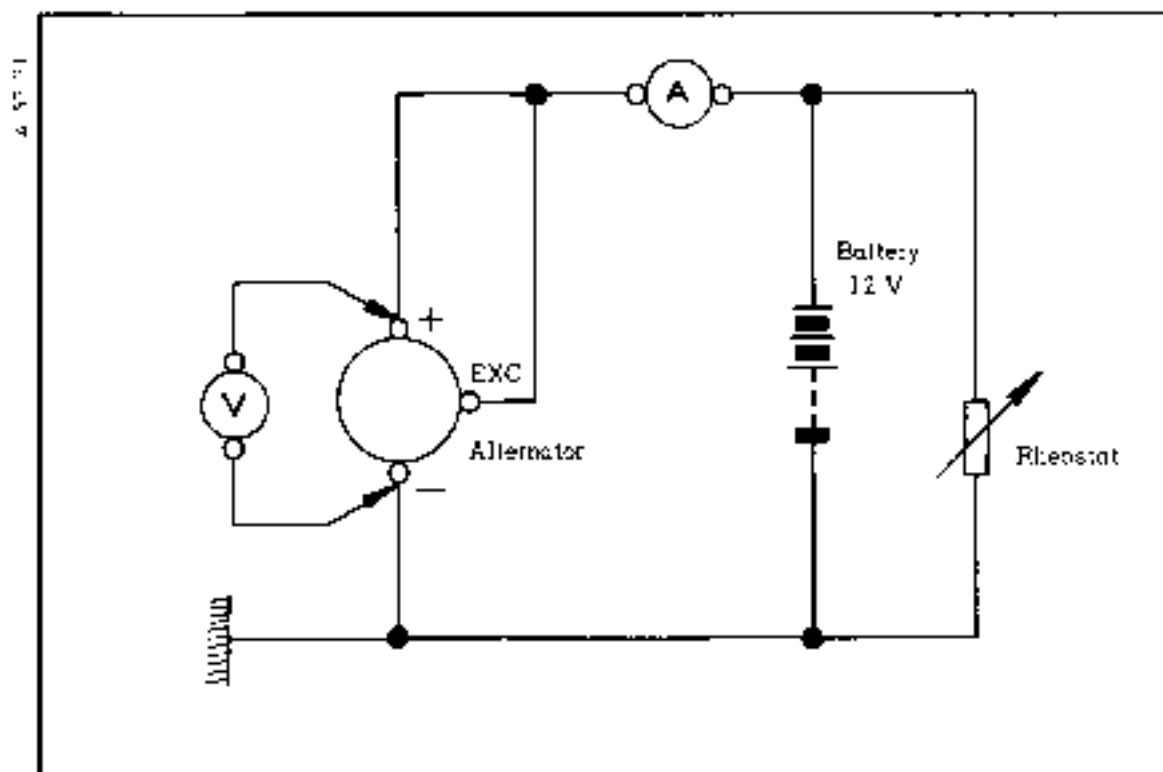 A
Battery
12 V
+
EXC
V
Alternator
Rheostat
—